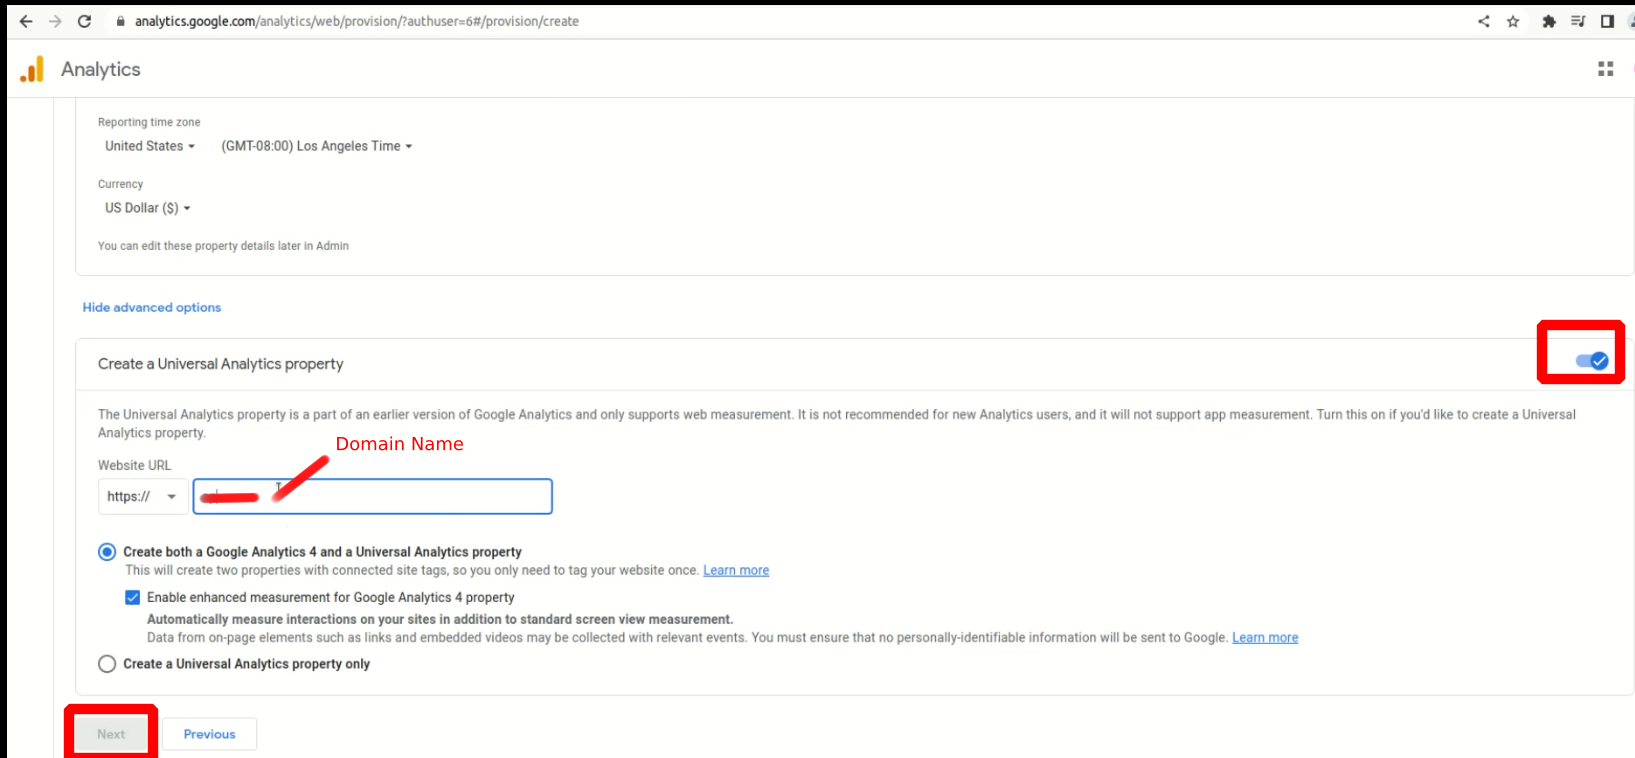 analytics.google.com/analytics/web/provision/?authuser=6#/provision/create
Analytics
Reporting time zone
United States (GMT-08:00) Los Angeles Time
Currency
US Dollar ($)
You can edit these property details later in Admin
Hide advanced options
Create a Universal Analytics property
The Universal Analytics property is a part of an earlier version of Google Analytics and only supports web measurement. It is not recommended for new Analytics users, and it will not support app measurement. Turn this on if you'd like to create a Universal
Analytics property.
Domain Name
Website URL
https://
Create both a Google Analytics 4 and a Universal Analytics property
This will create two properties with connected site tags, so you only need to tag your website once. Learn more
Enable enhanced measurement for Google Analytics 4 property
Automatically measure interactions on your sites in addition to standard screen view measurement.
Data from on-page elements such as links and embedded videos may be collected with relevant events. You must ensure that no personally-identifiable information will be sent to Google. Learn more
Create a Universal Analytics property only
Next Previous